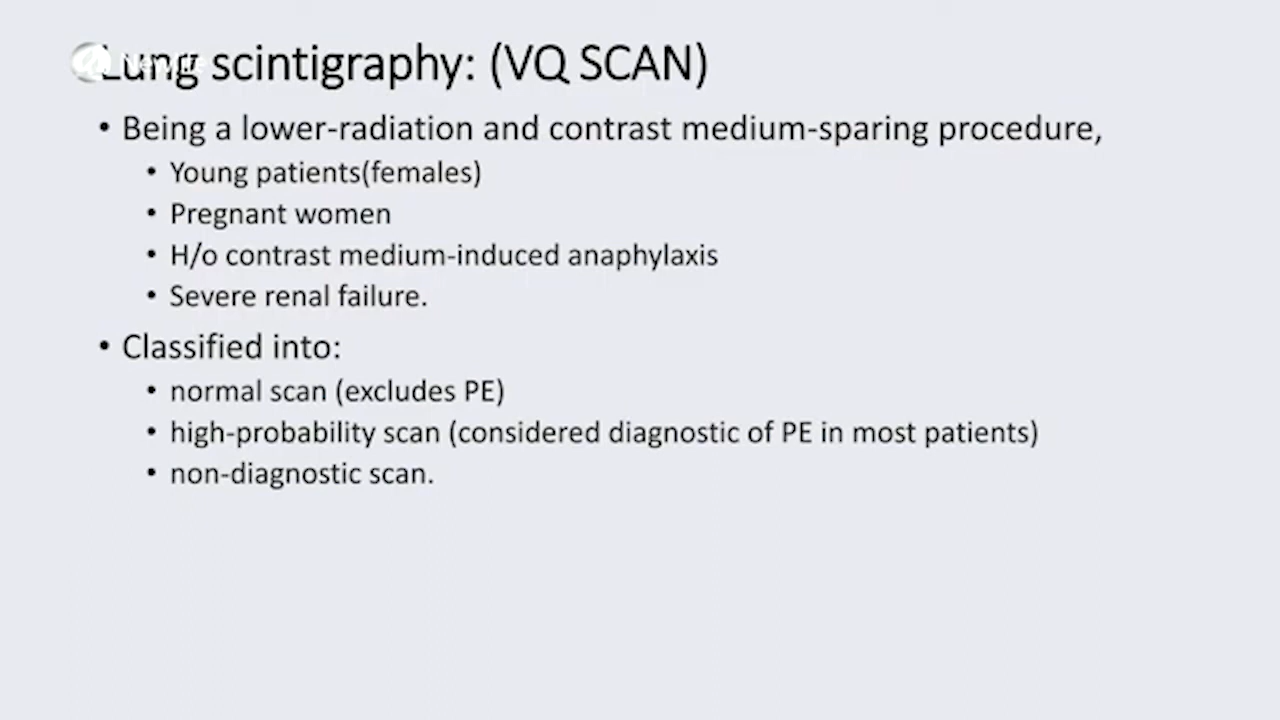 Lung scintigraphy: (VQ SCAN)
• Being a lower-radiation and contrast medium-sparing procedure,
• Young patients(females)
• Pregnant women
• H/o contrast medium-induced anaphylaxis
• Severe renal failure.
• Classified into:
• normal scan (excludes PE)
• high-probability scan (considered diagnostic of PE in most patients)
• non-diagnostic scan.